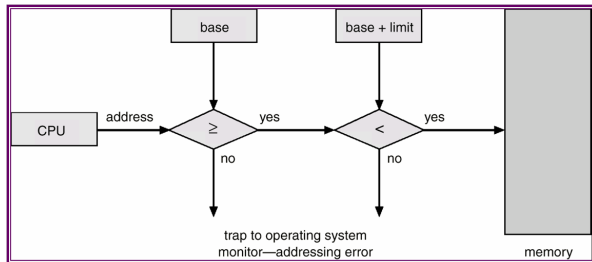 base
base + limit
CPU
address
≥
yes
<
yes
no
no
trap to operating system
monitor—addressing error
memory